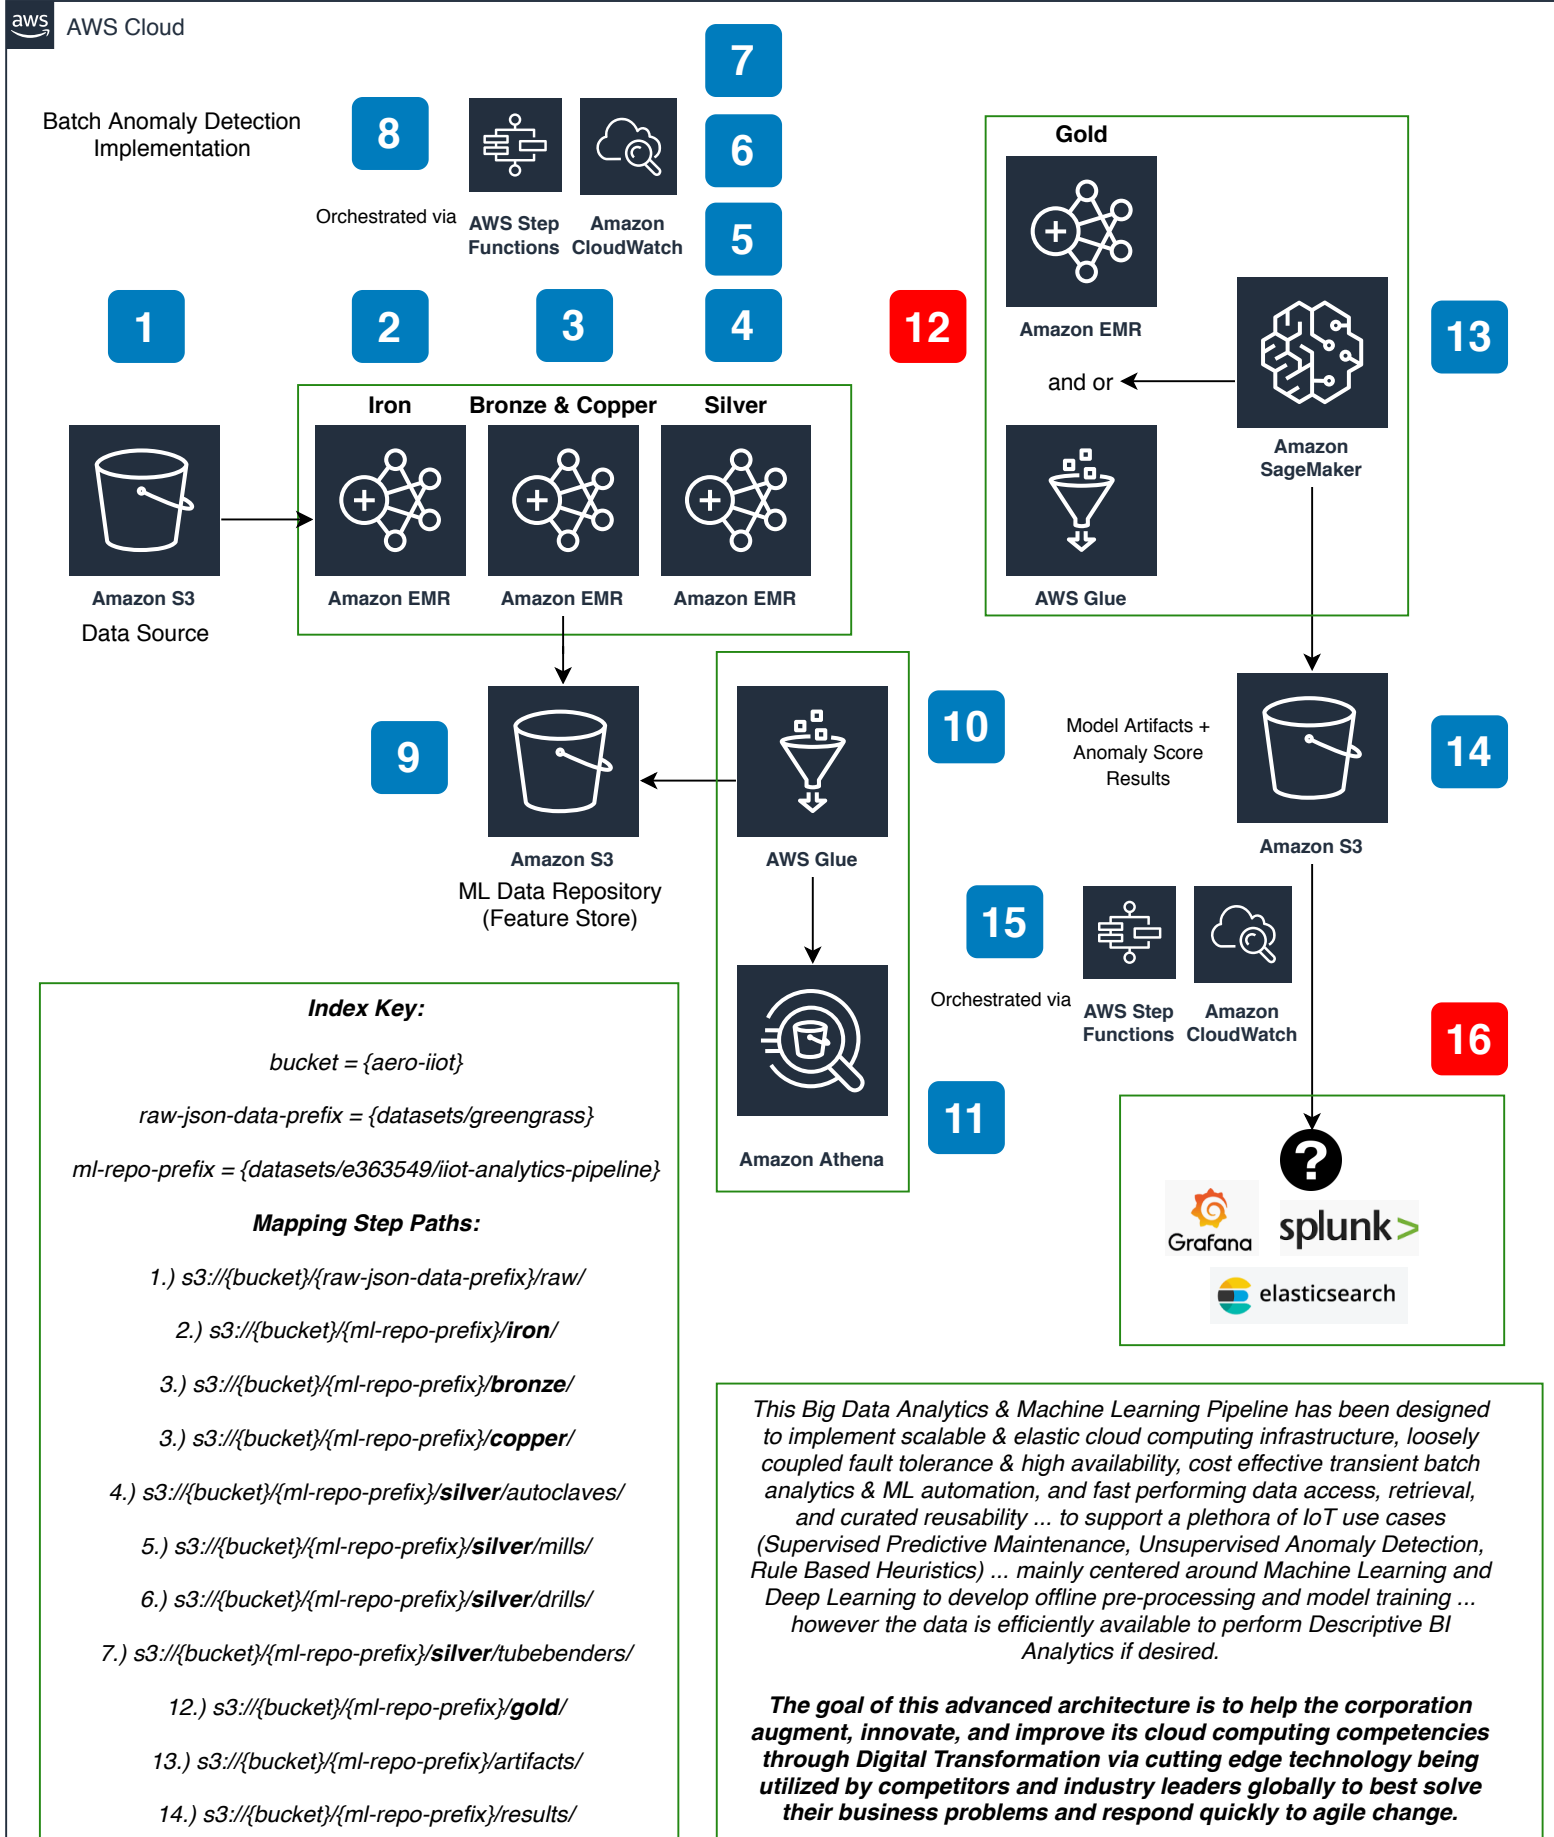 aws
AWS Cloud
7
Batch Anomaly Detection
Implementation
8
6
Orchestrated via
AWS Step
Functions
Amazon
CloudWatch
5
1
2
3
4
Iron
Bronze & Copper
Silver
Amazon S3
Data Source
Amazon EMR
Amazon EMR
Amazon EMR
Gold
Amazon EMR
12
and or
13
Amazon
SageMaker
AWS Glue
9
Amazon S3
ML Data Repository
(Feature Store)
AWS Glue
10
Amazon Athena
11
Model Artifacts +
Anomaly Score
Results
14
Amazon S3
15
Orchestrated via
AWS Step
Functions
Amazon
CloudWatch
16
?
Grafana
splunk>
elasticsearch
Index Key:
bucket = {aero-iiot}
raw-json-data-prefix = {datasets/greengrass}
ml-repo-prefix = {datasets/e363549/iiot-analytics-pipeline}
Mapping Step Paths:
1.) s3://{bucket}/{raw-json-data-prefix}/raw/
2.) s3://{bucket}/{ml-repo-prefix}/iron/
3.) s3://{bucket}/{ml-repo-prefix}/bronze/
3.) s3://{bucket}/{ml-repo-prefix}/copper/
4.) s3://{bucket}/{ml-repo-prefix}/silver/autoclaves/
5.) s3://{bucket}/{ml-repo-prefix}/silver/mills/
6.) s3://{bucket}/{ml-repo-prefix}/silver/drills/
7.) s3://{bucket}/{ml-repo-prefix}/silver/tubebenders/
12.) s3://{bucket}/{ml-repo-prefix}/gold/
13.) s3://{bucket}/{ml-repo-prefix}/artifacts/
14.) s3://{bucket}/{ml-repo-prefix}/results/
This Big Data Analytics & Machine Learning Pipeline has been designed
to implement scalable & elastic cloud computing infrastructure, loosely
coupled fault tolerance & high availability, cost effective transient batch
analytics & ML automation, and fast performing data access, retrieval,
and curated reusability ... to support a plethora of IoT use cases
(Supervised Predictive Maintenance, Unsupervised Anomaly Detection,
Rule Based Heuristics) ... mainly centered around Machine Learning and
Deep Learning to develop offline pre-processing and model training ...
however the data is efficiently available to perform Descriptive BI
Analytics if desired.
The goal of this advanced architecture is to help the corporation
augment, innovate, and improve its cloud computing competencies
through Digital Transformation via cutting edge technology being
utilized by competitors and industry leaders globally to best solve
their business problems and respond quickly to agile change.